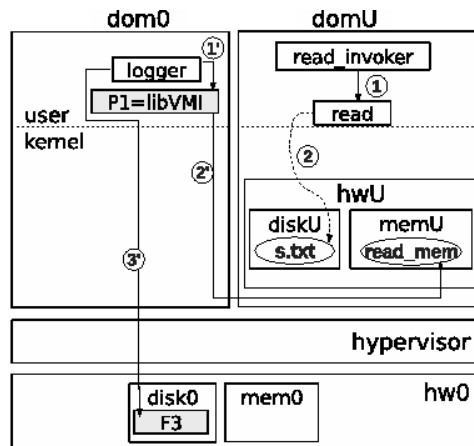 dom0
domU
logger
1'
read_invoker
P1=libVMI
1
user
read
kernel
2'
2
hwU
diskU
memU
s.txt
read_mem
3'
hypervisor
hw0
disk0
mem0
F3